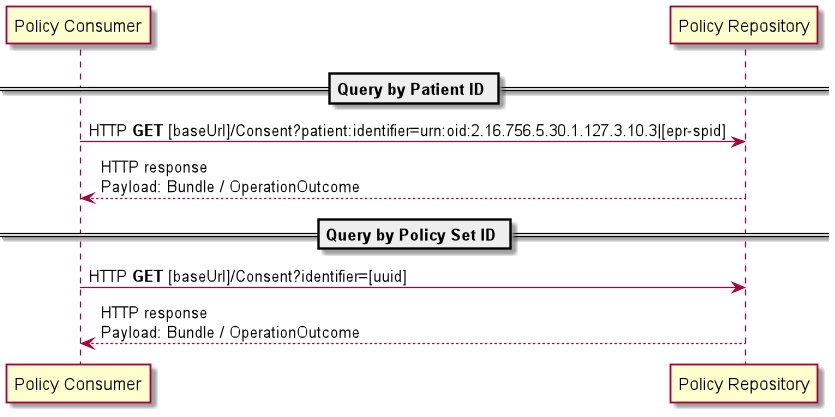 Policy Consumer
Policy Repository
Query by Patient ID
HTTP GET [baseUrl]/Consent?patient:identifier=urn:oid:2.16.756.5.30.1.127.3.10.3|[epr-spid]
HTTP response
Payload: Bundle / OperationOutcome
Query by Policy Set ID
HTTP GET [baseUrl]/Consent?identifier=[uuid]
HTTP response
Payload: Bundle / OperationOutcome
Policy Consumer
Policy Repository